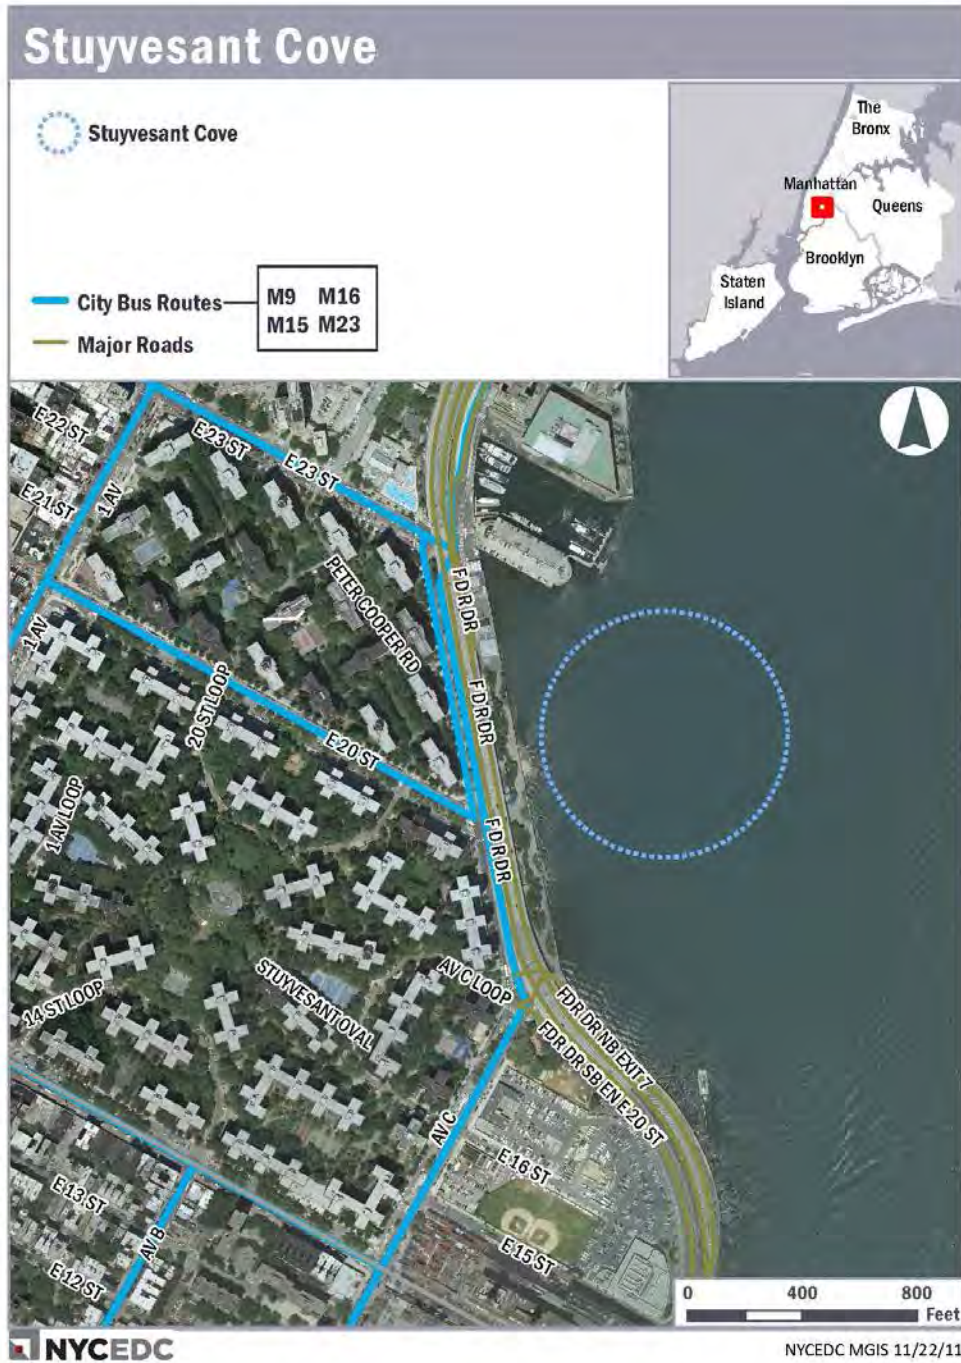 Stuyvesant Cove
Stuyvesant Cove
The
Bronx
Manhattan
Queens
Brooklyn
Staten
Island
City Bus Routes
M9 M16
M15 M23
Major Roads
E 22 ST
E 23 ST
E 23 ST
E 21 ST
1 AV
F D R DR
PETER COOPER RD
1 AV
20 ST LOOP
F D R DR
E 20 ST
1 AV LOOP
F D R DR
AV C LOOP
STUYVESANT OVAL
14 ST LOOP
FDR DR NB EXIT 7
FDR DR SB EN E 20 ST
AV C
E 16 ST
E 13 ST
AV B
E 15 ST
E 12 ST
0 400 800
Feet
NYCEDC
NYCEDC MGIS 11/22/11